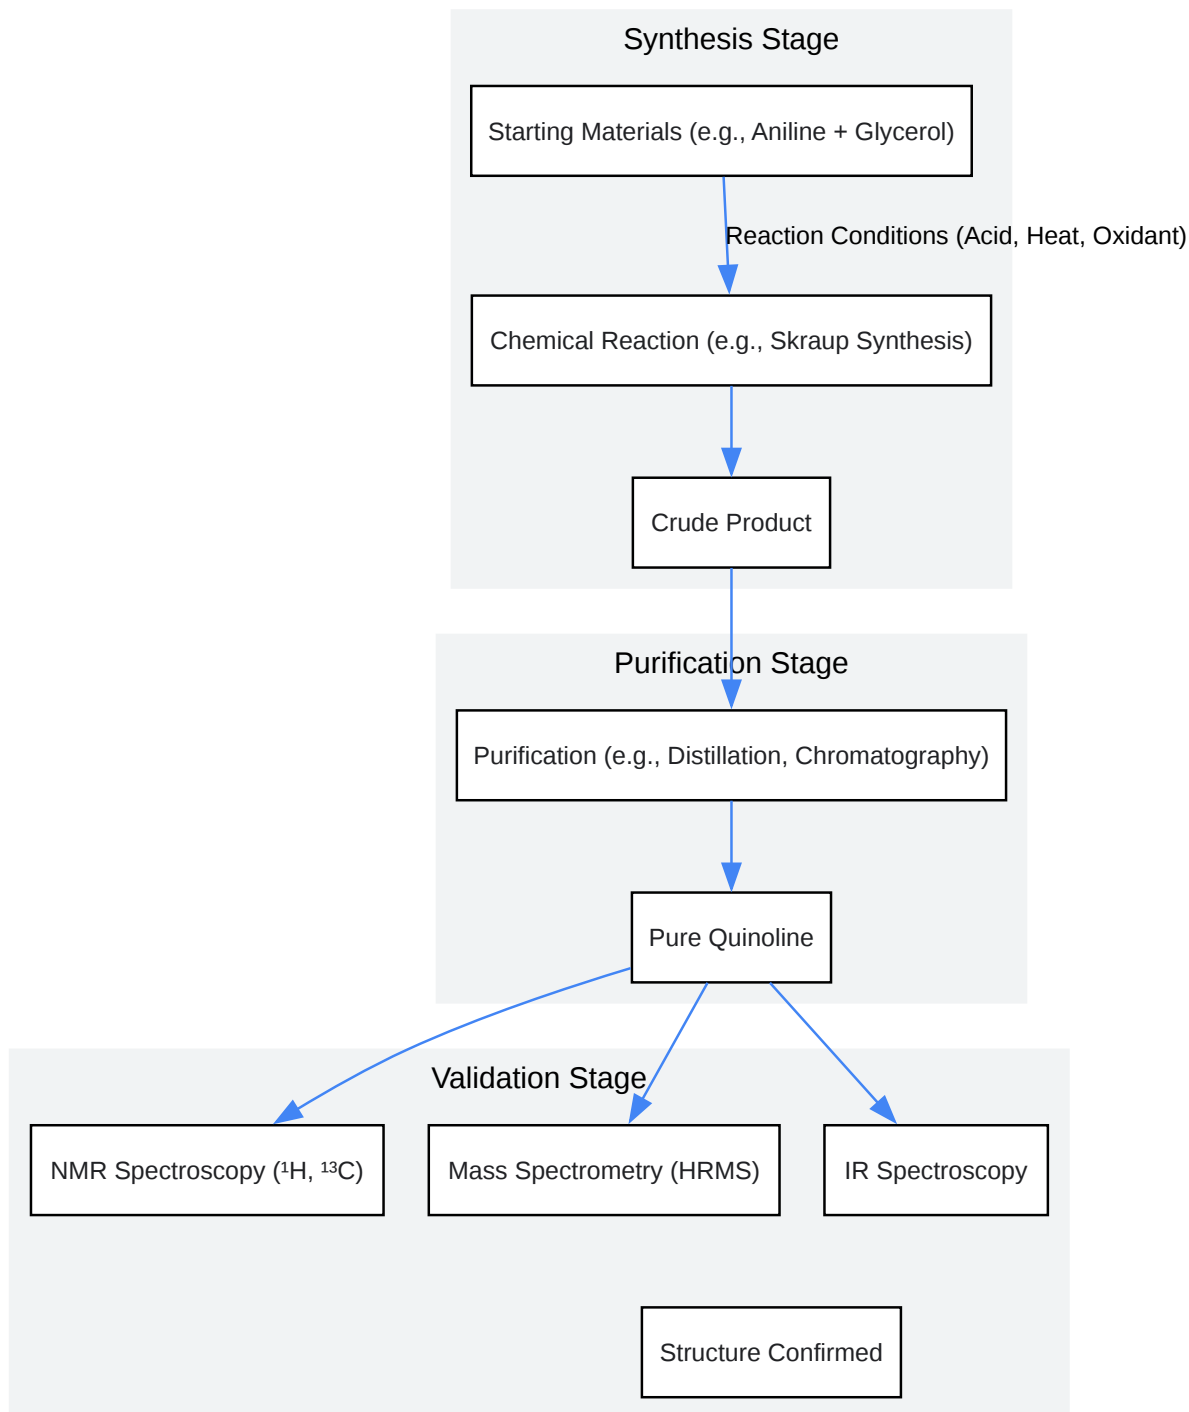 Synthesis Stage
Starting Materials (e.g., Aniline + Glycerol)
Reaction Conditions (Acid, Heat, Oxidant)
Chemical Reaction (e.g., Skraup Synthesis)
Crude Product
Purification Stage
Purification (e.g., Distillation, Chromatography)
Pure Quinoline
Validation Stage
NMR Spectroscopy (¹H, ¹³C)
Mass Spectrometry (HRMS)
IR Spectroscopy
Structure Confirmed